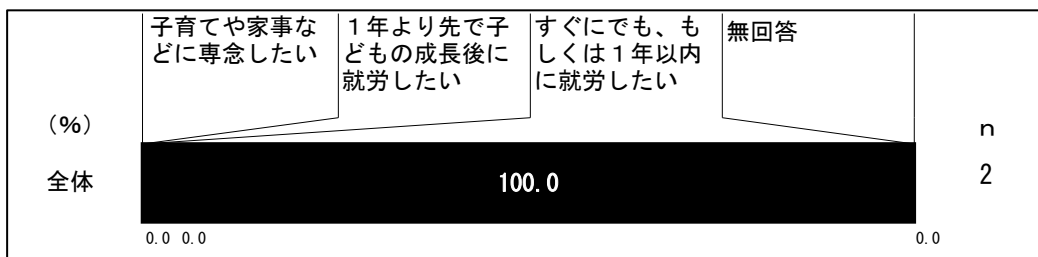 子育てや家事な
どに専念したい
１年より先で子
どもの成長後に
就労したい
すぐにでも、も
しくは１年以内
に就労したい
無回答
（％）
ｎ
全体
100.0
2
0.0 0.0
0.0